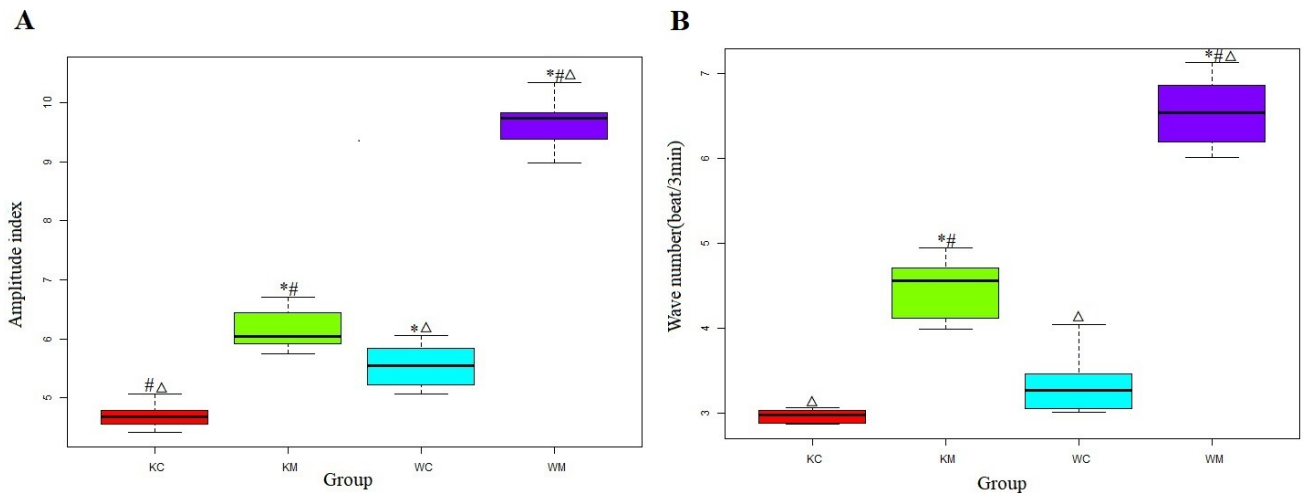 A
Amplitude index
10
9
8
7
6
5
#△
*#
*△
*#△
KC
KM
WC
WM
Group
B
Wave number(beat/3min)
7
6
5
4
3
△
*#
△
*#△
KC
KM
WC
WM
Group